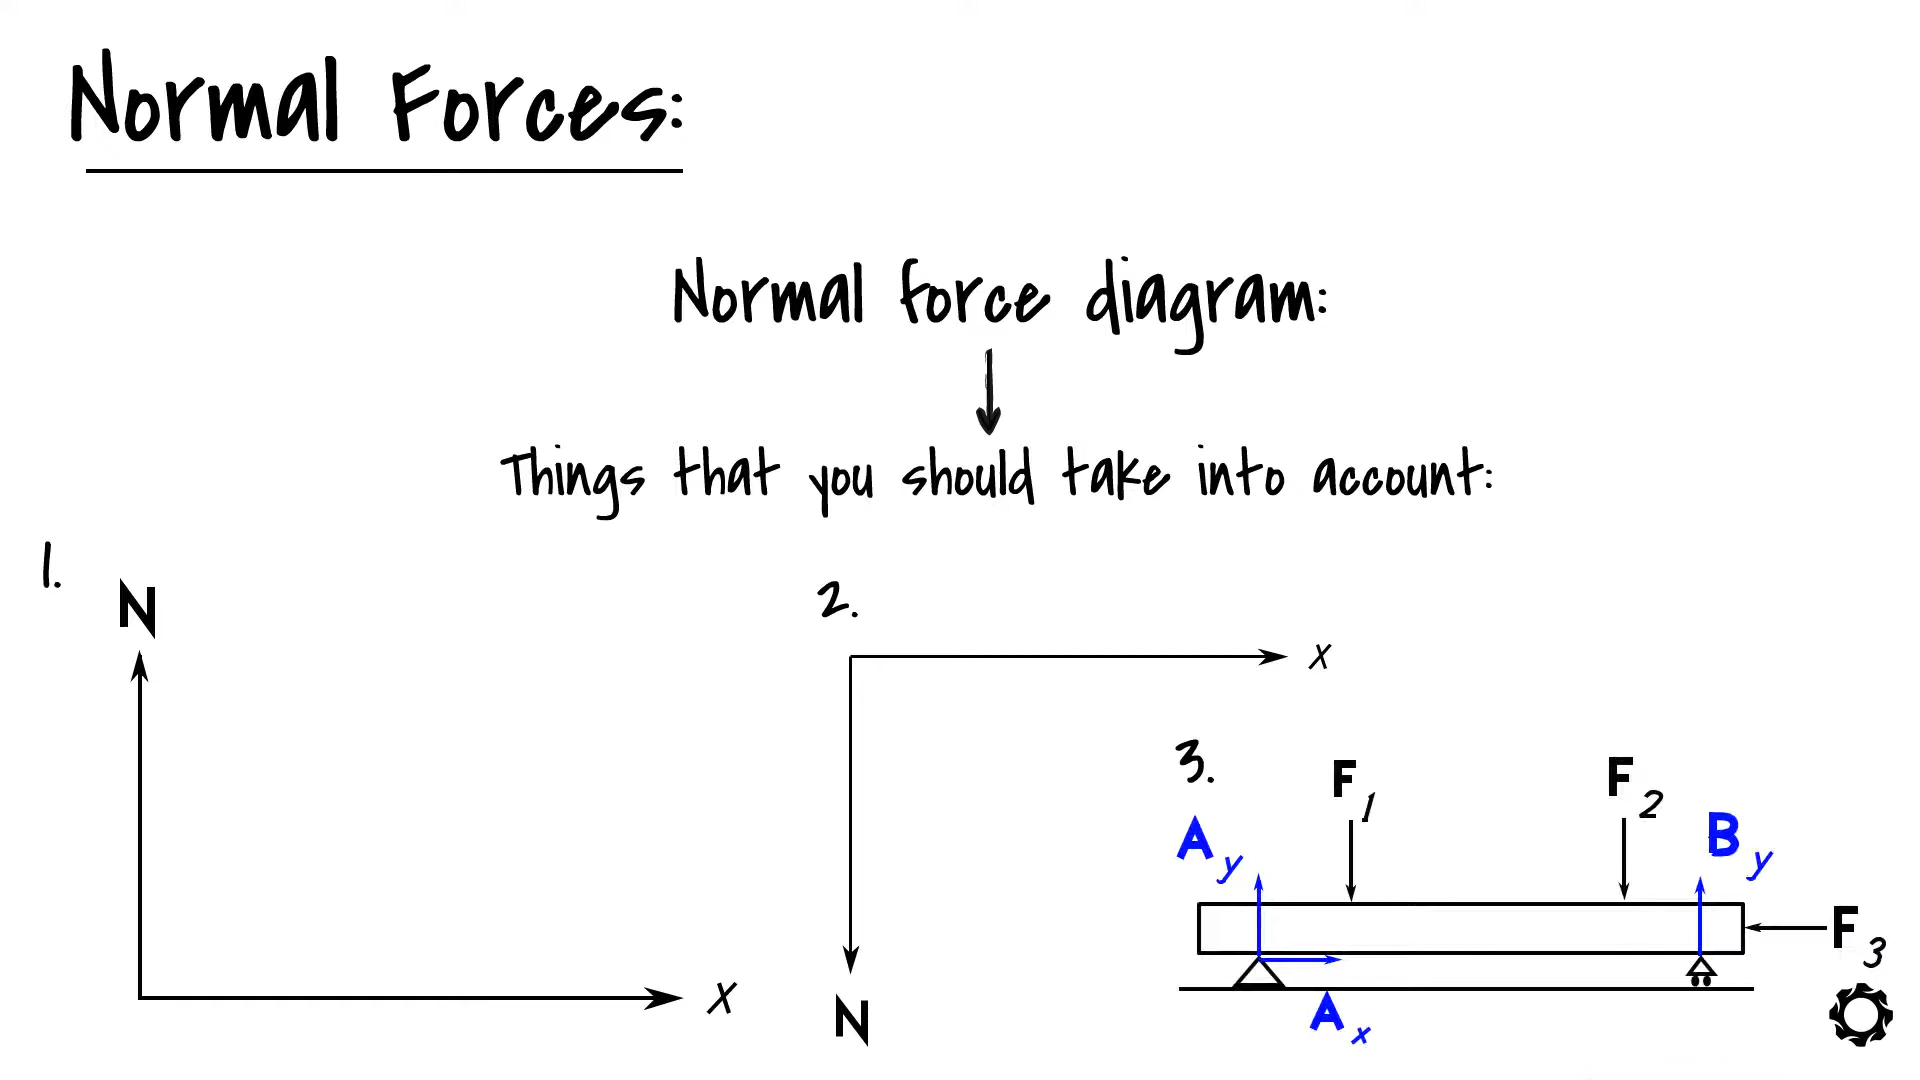 Normal Forces:
Normal force diagram:
Things that you should take into account:
1.
N
x
2.
x
N
3.
F1
F2
Ay
By
F3
Ax